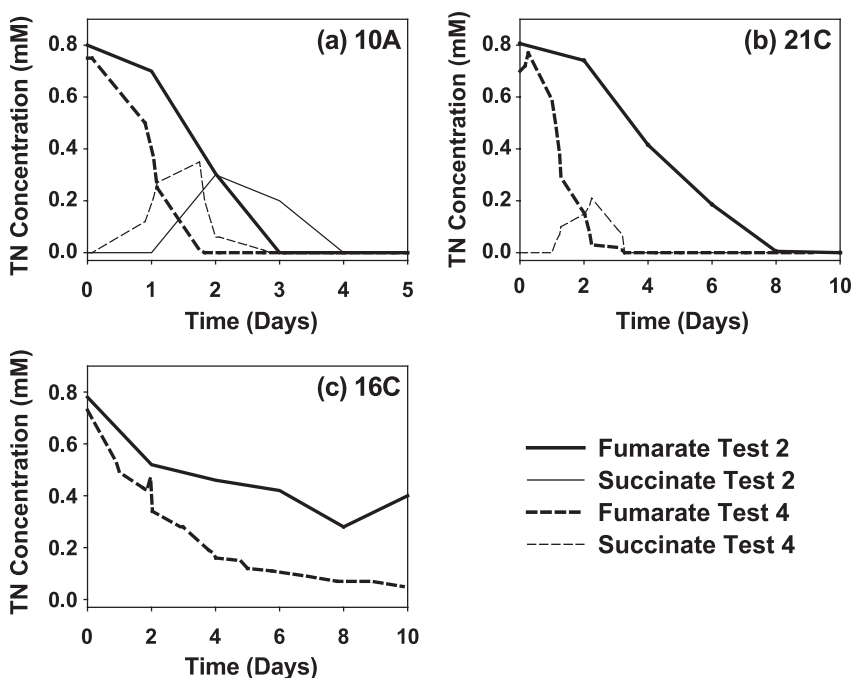 (a) 10A
TN Concentration (mM)
0.8
0.6
0.4
0.2
0.0
0 1 2 3 4 5
Time (Days)
(b) 21C
TN Concentration (mM)
0.8
0.6
0.4
0.2
0.0
0 2 4 6 8 10
Time (Days)
(c) 16C
TN Concentration (mM)
0.8
0.6
0.4
0.2
0.0
0 2 4 6 8 10
Time (Days)
Fumarate Test 2
Succinate Test 2
Fumarate Test 4
Succinate Test 4